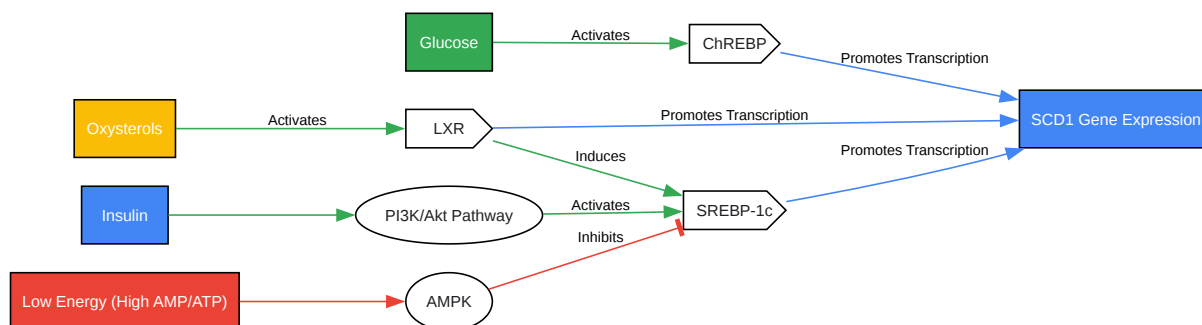 Glucose
Activates
ChREBP
Promotes Transcription
Oxysterols
Activates
LXR
Promotes Transcription
SCD1 Gene Expression
Induces
Promotes Transcription
Insulin
PI3K/Akt Pathway
Activates
SREBP-1c
Inhibits
Low Energy (High AMP/ATP)
AMPK